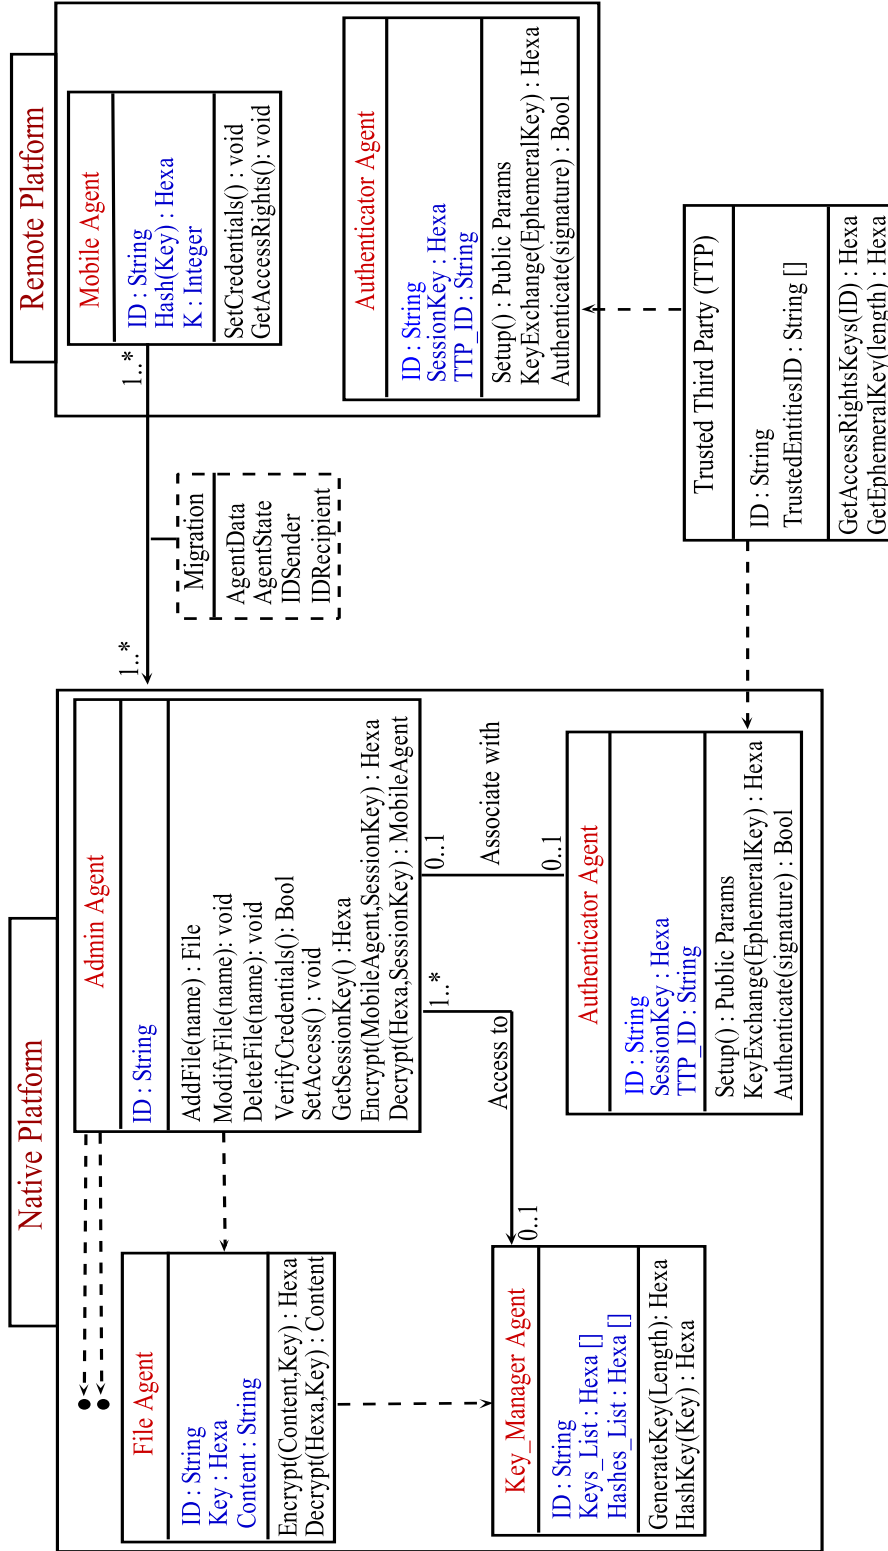 Native Platform
Admin Agent
ID : String
AddFile(name) : File
ModifyFile(name): void
DeleteFile(name): void
VerifyCredentials(): Bool
SetAccess() : void
GetSessionKey() :Hexa
Encrypt(MobileAgent,SessionKey) : Hexa
Decrypt(Hexa,SessionKey) : MobileAgent
File Agent
ID : String
Key : Hexa
Content : String
Encrypt(Content,Key) : Hexa
Decrypt(Hexa,Key) : Content
Access to
1..*
0..1
Associate with
0..1
0..1
Key_Manager Agent
ID : String
Keys_List : Hexa []
Hashes_List : Hexa []
GenerateKey(Length): Hexa
HashKey(Key) : Hexa
Authenticator Agent
ID : String
SessionKey : Hexa
TTP_ID : String
Setup() : Public Params
KeyExchange(EphemeralKey) : Hexa
Authenticate(signature) : Bool
1..*
1..*
Migration
AgentData
AgentState
IDSender
IDRecipient
Remote Platform
Mobile Agent
ID : String
Hash(Key) : Hexa
K : Integer
SetCredentials() : void
GetAccessRights(): void
Authenticator Agent
ID : String
SessionKey : Hexa
TTP_ID : String
Setup() : Public Params
KeyExchange(EphemeralKey) : Hexa
Authenticate(signature) : Bool
Trusted Third Party (TTP)
ID : String
TrustedEntitiesID : String []
GetAccessRightsKeys(ID) : Hexa
GetEphemeralKey(length) : Hexa